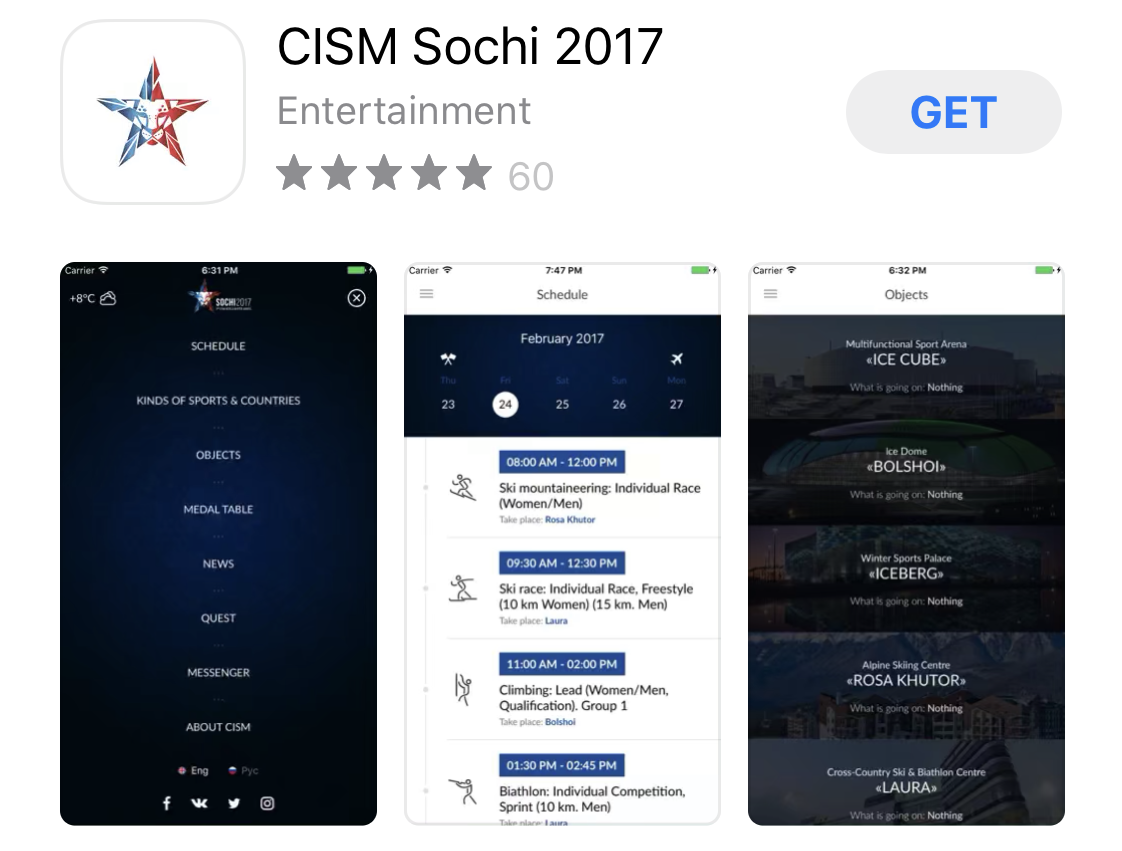 CISM Sochi 2017
Entertainment
60
GET
Carrier
6:31 PM
+8°C
SOCHI2017
SCHEDULE
KINDS OF SPORTS & COUNTRIES
OBJECTS
MEDAL TABLE
NEWS
QUEST
MESSENGER
ABOUT CISM
Eng
Рус
Carrier
7:47 PM
Schedule
February 2017
Thu Fri Sat Sun Mon
23 24 25 26 27
08:00 AM - 12:00 PM
Ski mountaineering: Individual Race
(Women/Men)
Take place: Rosa Khutor
09:30 AM - 12:30 PM
Ski race: Individual Race, Freestyle
(10 km Women) (15 km. Men)
Take place: Laura
11:00 AM - 02:00 PM
Climbing: Lead (Women/Men,
Qualification). Group 1
Take place: Bolshoi
01:30 PM - 02:45 PM
Biathlon: Individual Competition,
Sprint (10 km. Men)
Take place: Laura
Carrier
6:32 PM
Objects
Multifunctional Sport Arena
«ICE CUBE»
What is going on: Nothing
Ice Dome
«BOLSHOI»
What is going on: Nothing
Winter Sports Palace
«ICEBERG»
What is going on: Nothing
Alpine Skiing Centre
«ROSA KHUTOR»
What is going on: Nothing
Cross-Country Ski & Biathlon Centre
«LAURA»
What is going on: Nothing